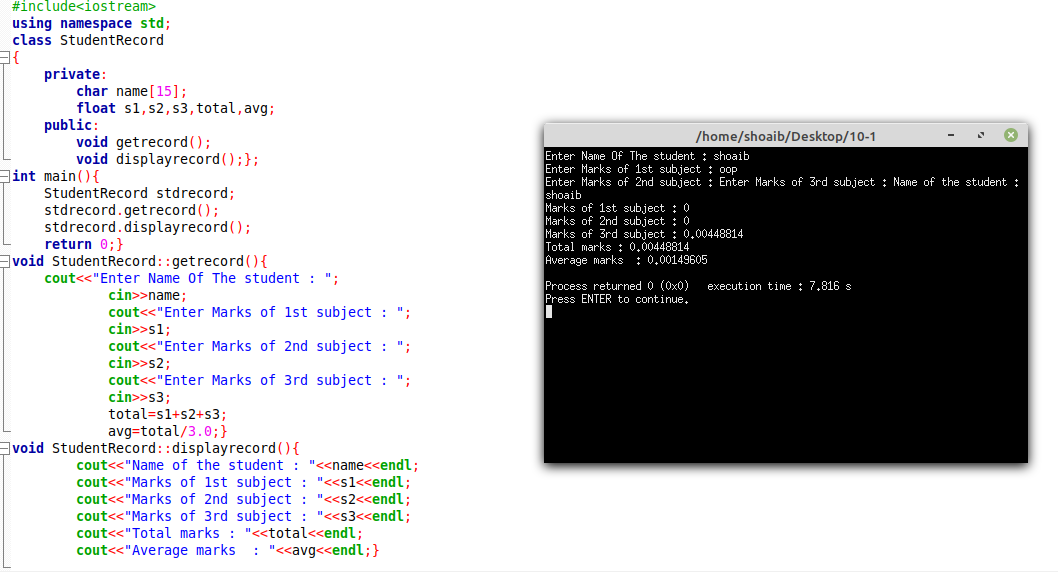 #include<iostream>
using namespace std;
class StudentRecord
{
    private:
        char name[15];
        float s1,s2,s3,total,avg;
    public:
        void getrecord();
        void displayrecord();};
int main(){
    StudentRecord stdrecord;
    stdrecord.getrecord();
    stdrecord.displayrecord();
    return 0;}
void StudentRecord::getrecord(){
    cout<<"Enter Name Of The student : ";
            cin>>name;
            cout<<"Enter Marks of 1st subject : ";
            cin>>s1;
            cout<<"Enter Marks of 2nd subject : ";
            cin>>s2;
            cout<<"Enter Marks of 3rd subject : ";
            cin>>s3;
            total=s1+s2+s3;
            avg=total/3.0;}
void StudentRecord::displayrecord(){
        cout<<"Name of the student : "<<name<<endl;
        cout<<"Marks of 1st subject : "<<s1<<endl;
        cout<<"Marks of 2nd subject : "<<s2<<endl;
        cout<<"Marks of 3rd subject : "<<s3<<endl;
        cout<<"Total marks : "<<total<<endl;
        cout<<"Average marks  : "<<avg<<endl;}
/home/shoaib/Desktop/10-1
Enter Name Of The student : shoaib
Enter Marks of 1st subject : oop
Enter Marks of 2nd subject : Enter Marks of 3rd subject : Name of the student :
shoaib
Marks of 1st subject : 0
Marks of 2nd subject : 0
Marks of 3rd subject : 0.00448814
Total marks : 0.00448814
Average marks  : 0.00149605
Process returned 0 (0x0)   execution time : 7.816 s
Press ENTER to continue.